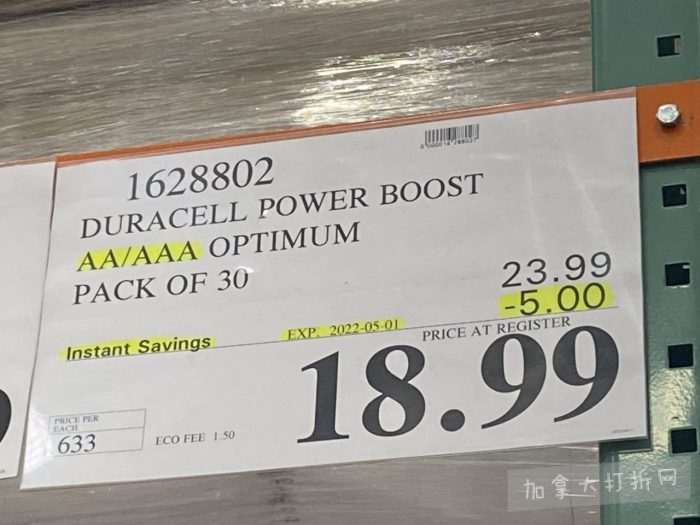 1628802
DURACELL POWER BOOST
AA/AAA OPTIMUM
PACK OF 30
23.99
-5.00
Instant Savings
EXP. 2022-05-01
PRICE AT REGISTER
18.99
PRICE PER
EACH
633
ECO FEE 1.50
加拿大打折网